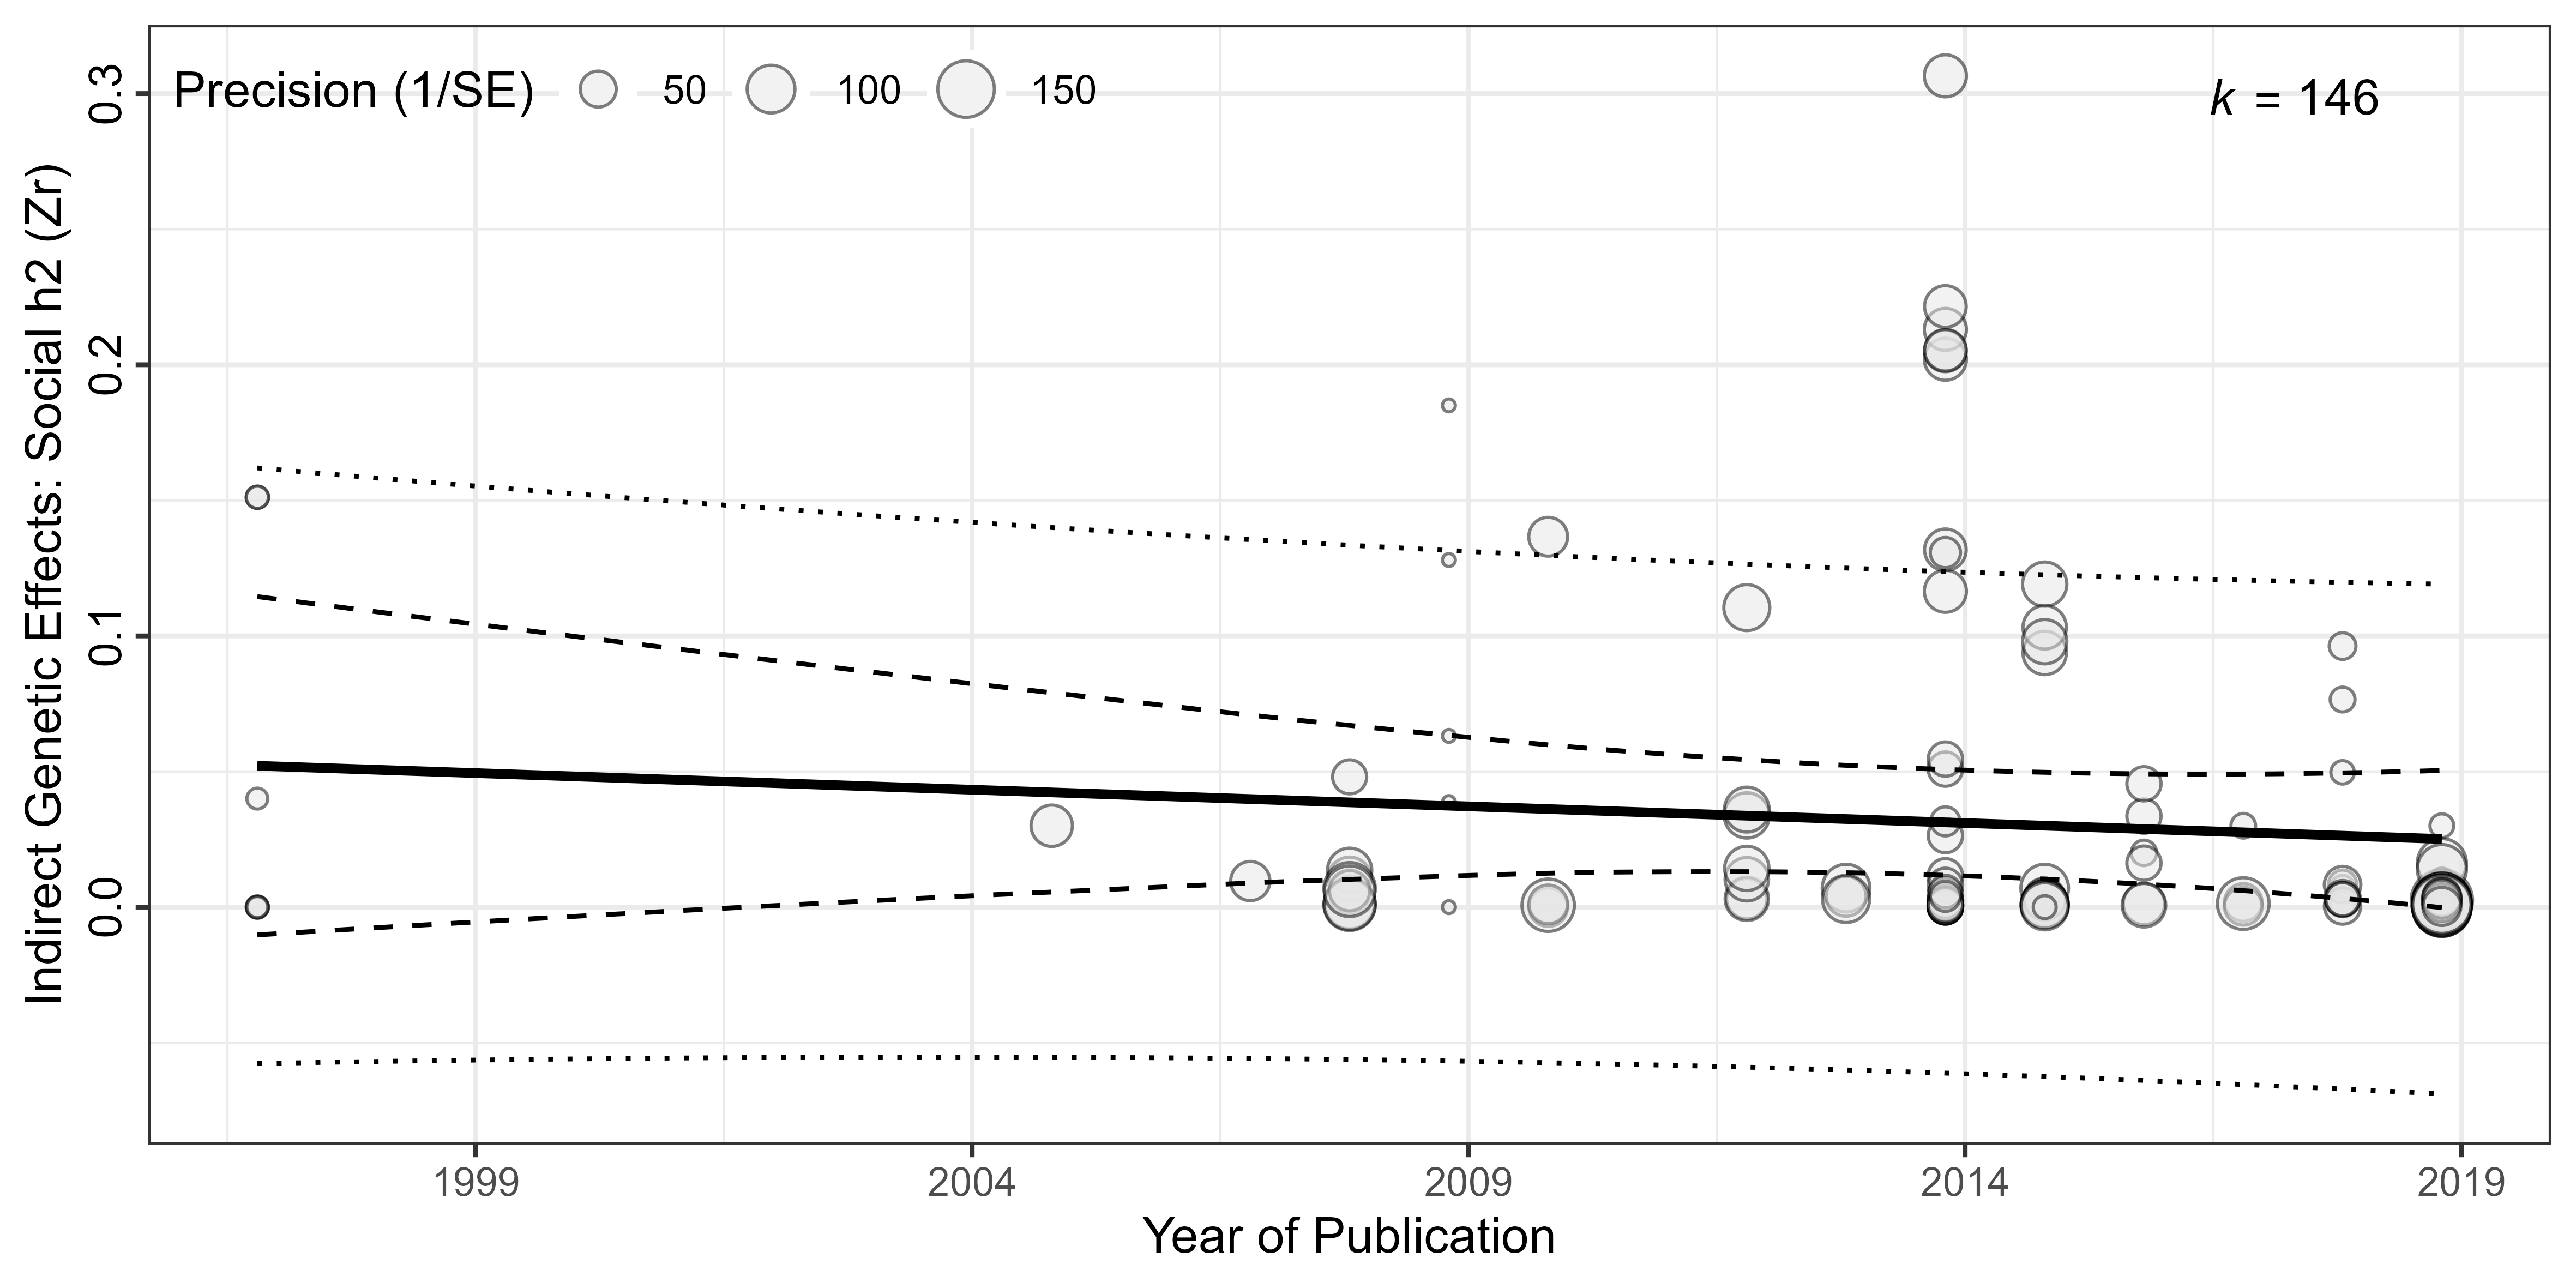 Precision (1/SE) 50 100 150
k = 146
Indirect Genetic Effects: Social h2 (Zr)
0.3
0.2
0.1
0.0
1999 2004 2009 2014 2019
Year of Publication